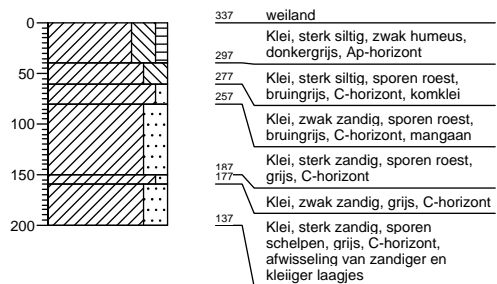 0
50
100
150
200
337 weiland
Klei, sterk siltig, zwak humeus,
donkergrijs, Ap-horizont
297
Klei, sterk siltig, sporen roest,
bruingrijs, C-horizont, komklei
277
257
Klei, zwak zandig, sporen roest,
bruingrijs, C-horizont, mangaan
Klei, sterk zandig, sporen roest,
grijs, C-horizont
187
177
Klei, zwak zandig, grijs, C-horizont
137
Klei, sterk zandig, sporen
schelpen, grijs, C-horizont,
afwisseling van zandiger en
kleiiger laagjes